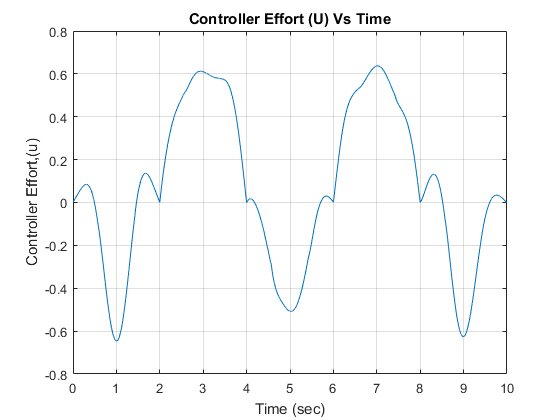 Controller Effort (U) Vs Time
0.8
0.6
0.4
0.2
0
-0.2
-0.4
-0.6
-0.8
Controller Effort,(u)
0 1 2 3 4 5 6 7 8 9 10
Time (sec)